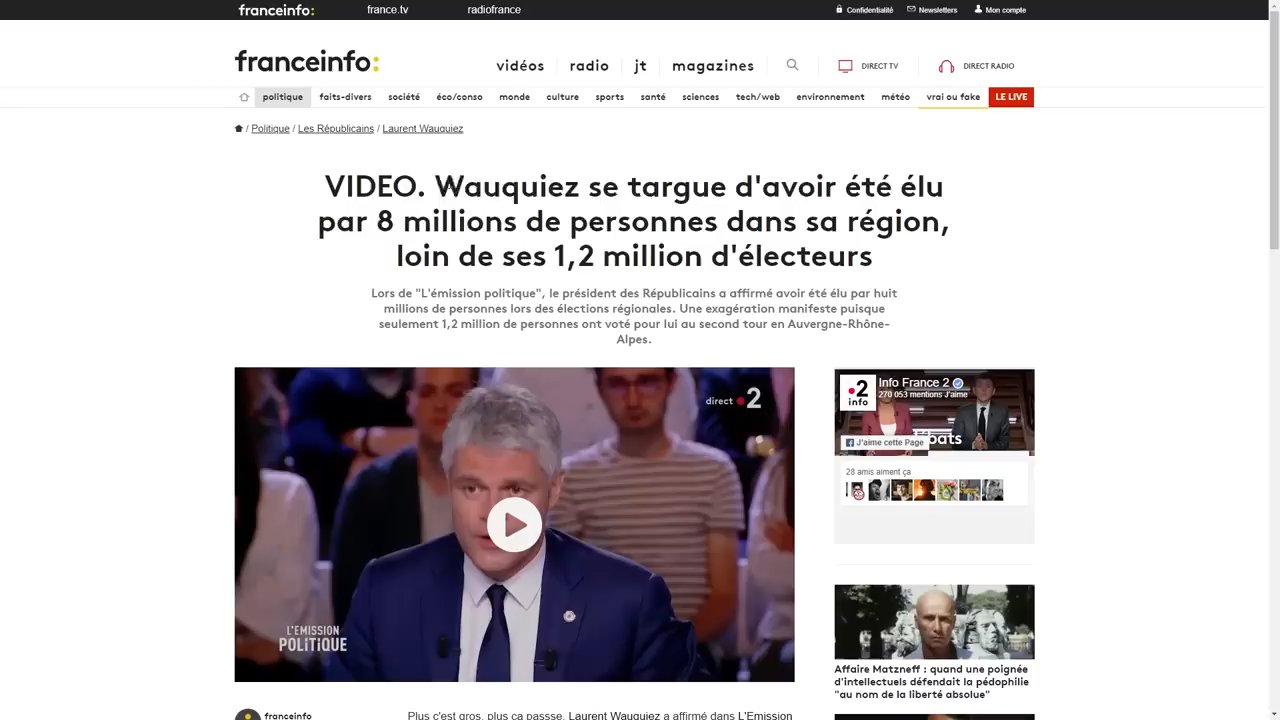 franceinfo:
france.tv
radiofrance
Confidentialité
Newsletters
Mon compte
franceinfo:
vidéos
radio
jt
magazines
DIRECT TV
DIRECT RADIO
politique
faits-divers
société
éco/conso
monde
culture
sports
santé
sciences
tech/web
environnement
météo
vrai ou fake
LE LIVE
/ Politique / Les Républicains / Laurent Wauquiez
VIDEO. Wauquiez se targue d'avoir été élu
par 8 millions de personnes dans sa région,
loin de ses 1,2 million d'électeurs
Lors de "L'émission politique", le président des Républicains a affirmé avoir été élu par huit
millions de personnes lors des élections régionales. Une exagération manifeste puisque
seulement 1,2 million de personnes ont voté pour lui au second tour en Auvergne-Rhône-
Alpes.
direct 2
L'EMISSION
POLITIQUE
2
info
Info France 2
270 053 mentions J'aime
J'aime cette Page
bats
28 amis aiment ça
Affaire Matzneff : quand une poignée
d'intellectuels défendait la pédophilie
"au nom de la liberté absolue"
franceinfo
Plus c'est gros, plus ça passse. Laurent Wauquiez a affirmé dans L'Emission